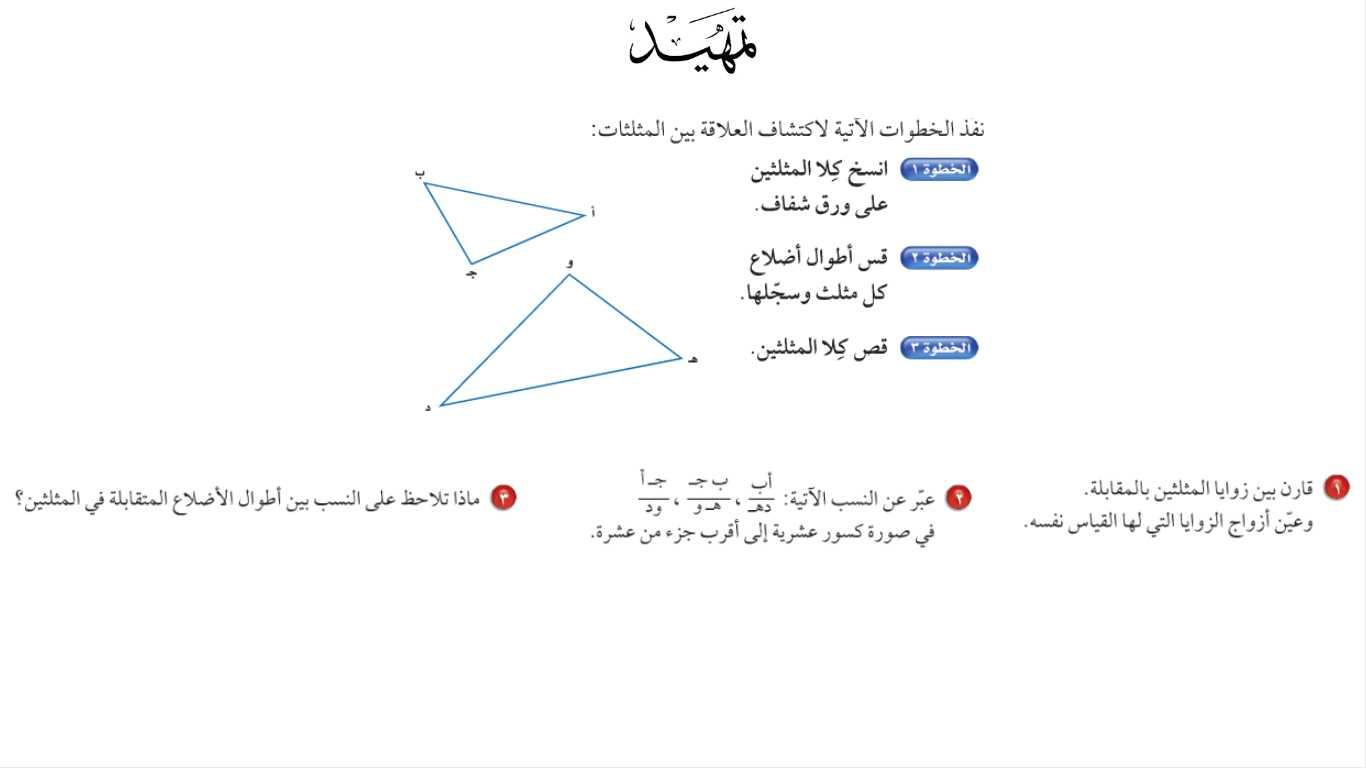 تمهيد
نفذ الخطوات الآتية لاكتشاف العلاقة بين المثلثات:
الخطوة ١ انسخ كِلا المثلثين
على ورق شفاف.
الخطوة ٢ قس أطوال أضلاع
كل مثلث وسجّلها.
الخطوة ٣ قص كِلا المثلثين.
ب
أ
جـ
و
هـ
د
١ قارن بين زوايا المثلثين بالمقابلة.
وعيّن أزواج الزوايا التي لها القياس نفسه.
٢ عبّر عن النسب الآتية: أب/دهـ ، ب جـ/هـ و ، جـ أ/ود
في صورة كسور عشرية إلى أقرب جزء من عشرة.
٣ ماذا تلاحظ على النسب بين أطوال الأضلاع المتقابلة في المثلثين؟